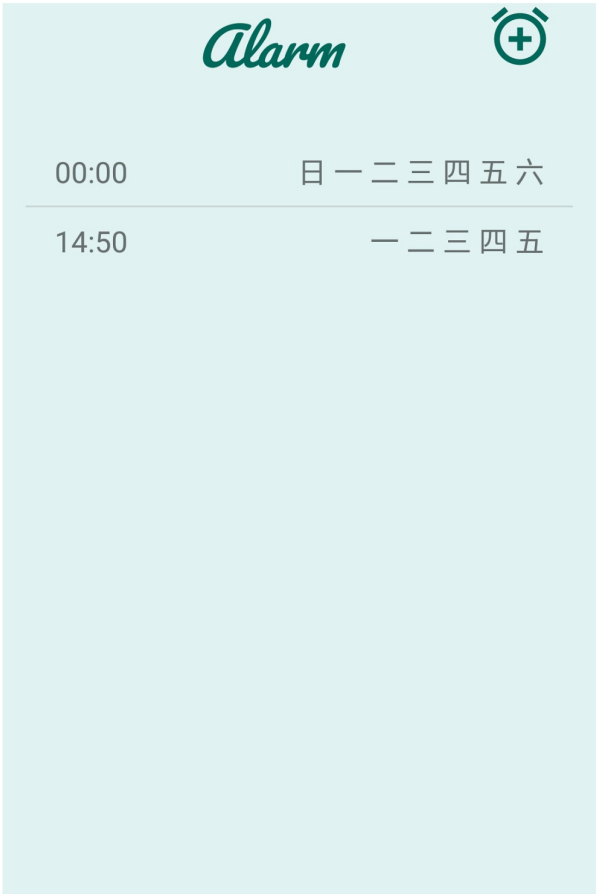 Alarm
00:00 日 一 二 三 四 五 六
14:50 一 二 三 四 五